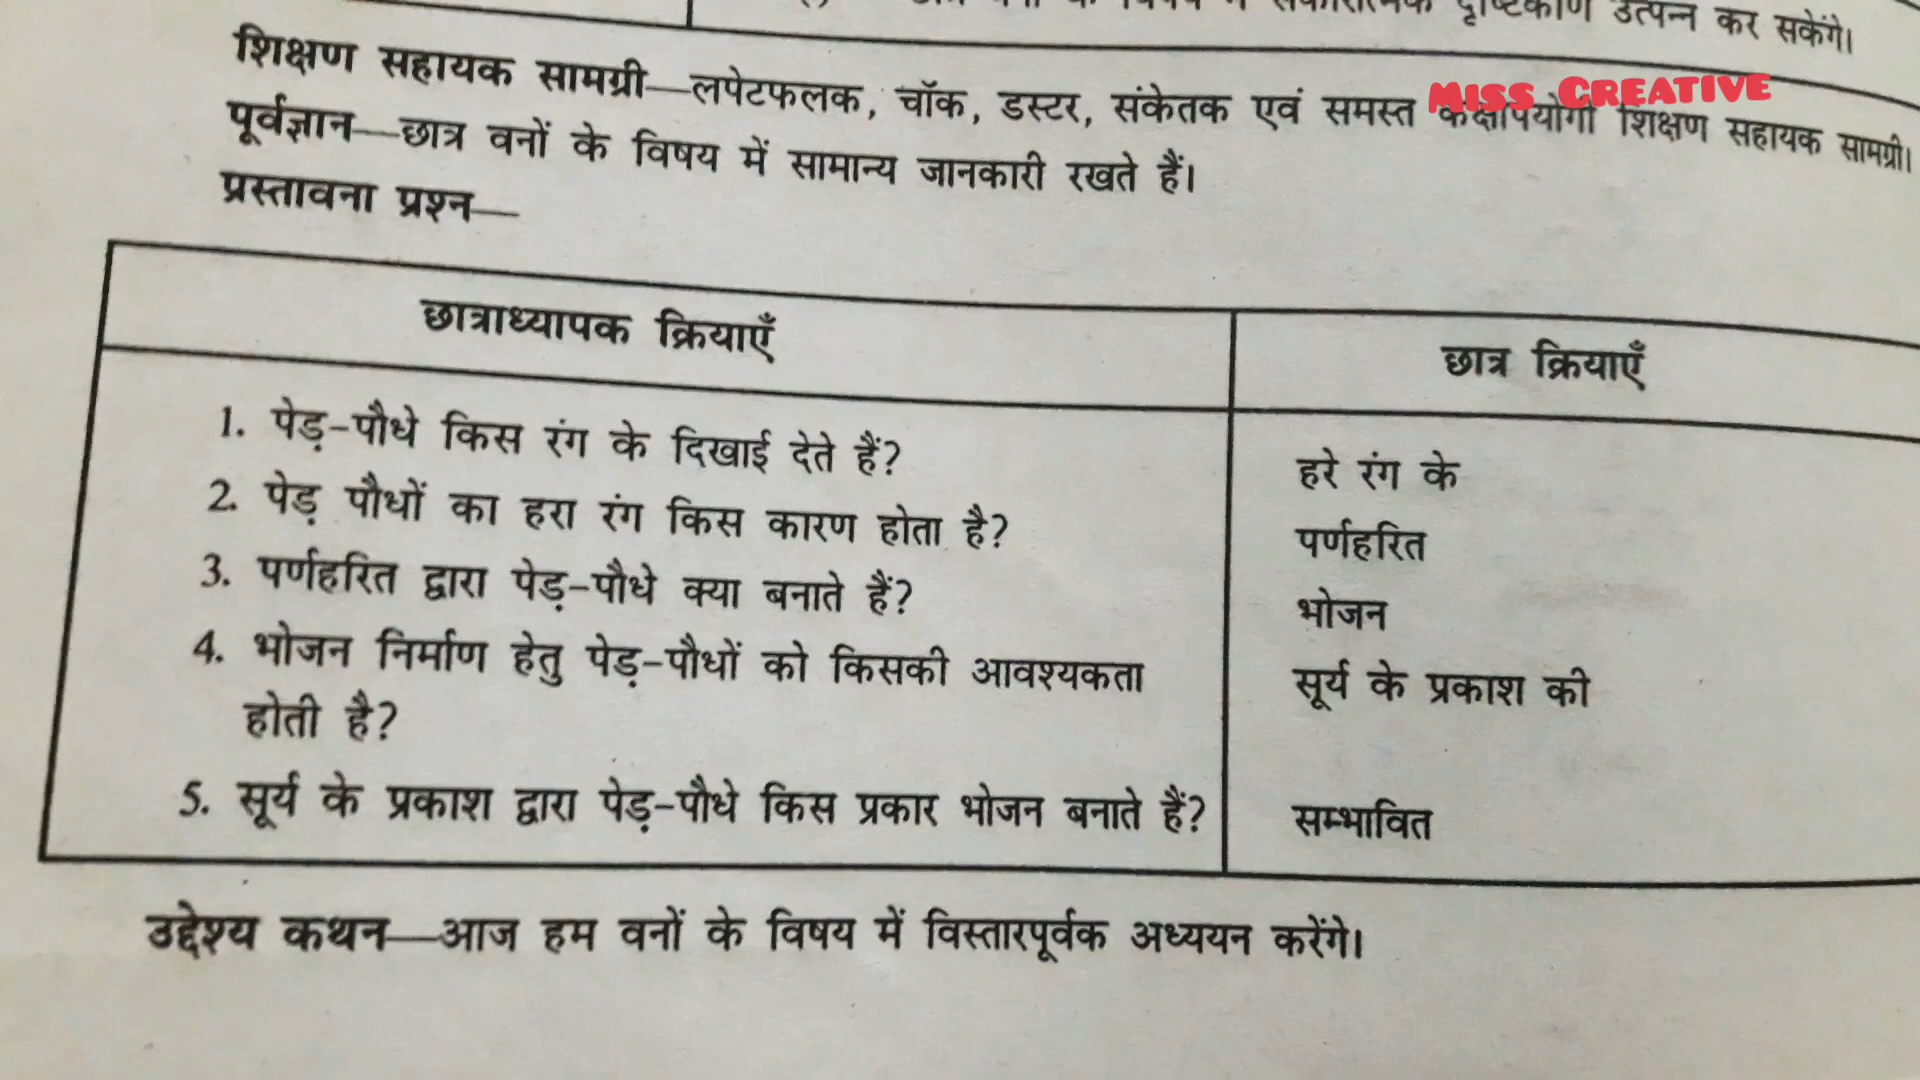 दृष्टिकोण उत्पन्न कर सकेंगे।
Miss Creative
शिक्षण सहायक सामग्री—लपेटफलक, चॉक, डस्टर, संकेतक एवं समस्त कक्षोपयोगी शिक्षण सहायक सामग्री।
पूर्वज्ञान—छात्र वनों के विषय में सामान्य जानकारी रखते हैं।
प्रस्तावना प्रश्न—
छात्राध्यापक क्रियाएँ छात्र क्रियाएँ
1. पेड़-पौधे किस रंग के दिखाई देते हैं? हरे रंग के
2. पेड़ पौधों का हरा रंग किस कारण होता है? पर्णहरित
3. पर्णहरित द्वारा पेड़-पौधे क्या बनाते हैं? भोजन
4. भोजन निर्माण हेतु पेड़-पौधों को किसकी आवश्यकता सूर्य के प्रकाश की
होती है?
5. सूर्य के प्रकाश द्वारा पेड़-पौधे किस प्रकार भोजन बनाते हैं? सम्भावित
उद्देश्य कथन—आज हम वनों के विषय में विस्तारपूर्वक अध्ययन करेंगे।